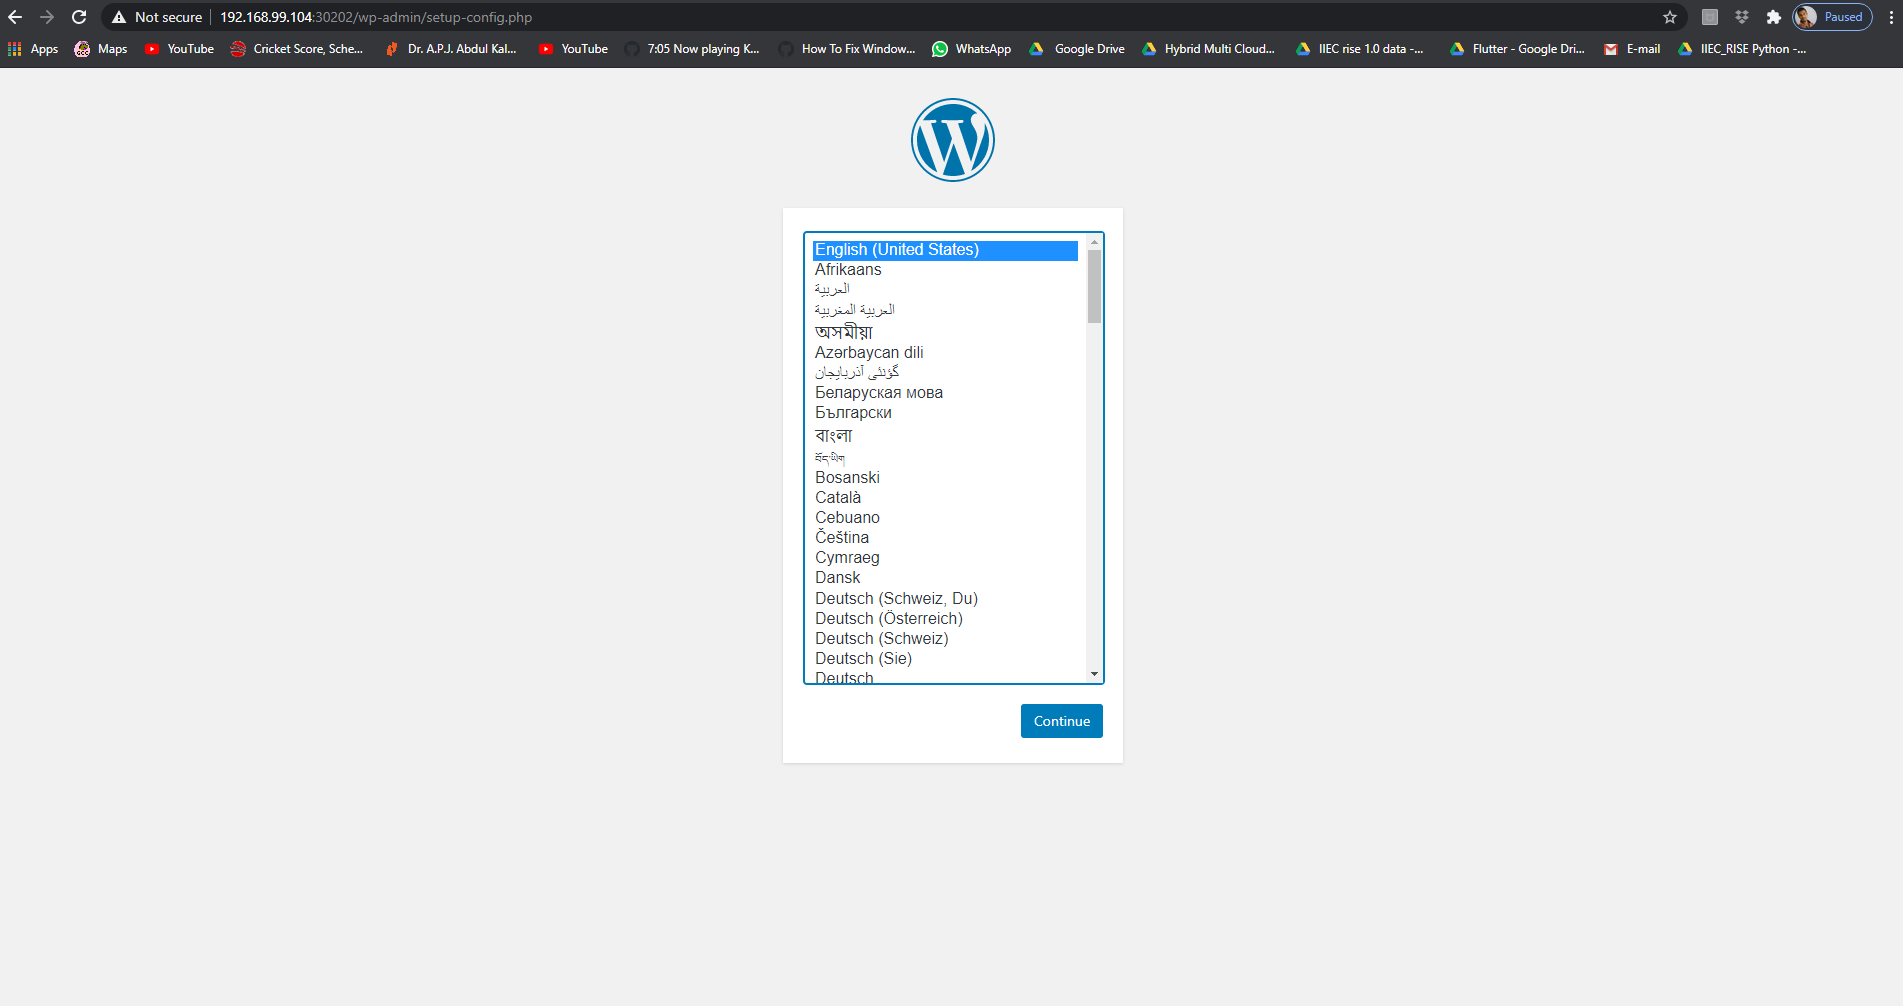 Not secure | 192.168.99.104:30202/wp-admin/setup-config.php
Paused
Apps Maps YouTube Cricket Score, Sche... Dr. A.P.J. Abdul Kal... YouTube 7:05 Now playing K... How To Fix Window... WhatsApp Google Drive Hybrid Multi Cloud... IIEC rise 1.0 data -... Flutter - Google Dri... E-mail IIEC_RISE Python -...
English (United States)
Afrikaans
العربية
العربية المغربية
অসমীয়া
Azərbaycan dili
گؤنئی آذربایجان
Беларуская мова
Български
বাংলা
བོད་ཡིག
Bosanski
Català
Cebuano
Čeština
Cymraeg
Dansk
Deutsch (Schweiz, Du)
Deutsch (Österreich)
Deutsch (Schweiz)
Deutsch (Sie)
Deutsch
Continue